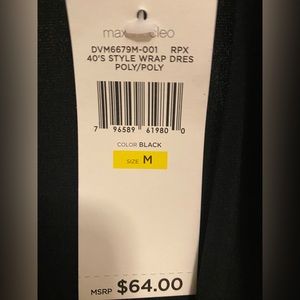 max cleo
DVM6679M-001 RPX
40'S STYLE WRAP DRES
POLY/POLY
7 96589 61980 0
COLOR BLACK
SIZE M
MSRP $64.00